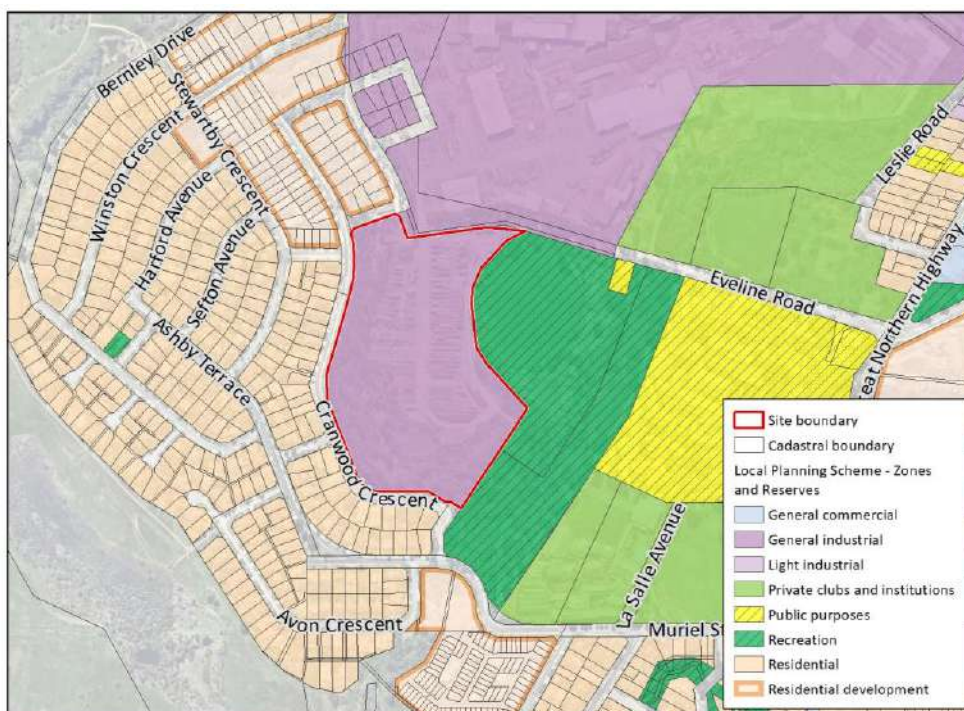 Bernley Drive
Stewartby Crescent
Winston Crescent
Harford Avenue
Sefton Avenue
Ashby Terrace
Cranwood Crescent
Avon Crescent
Leslie Road
Eveline Road
eat Northern Highway
La Salle Avenue
Muriel St
Site boundary
Cadastral boundary
Local Planning Scheme - Zones
and Reserves
General commercial
General industrial
Light industrial
Private clubs and institutions
Public purposes
Recreation
Residential
Residential development